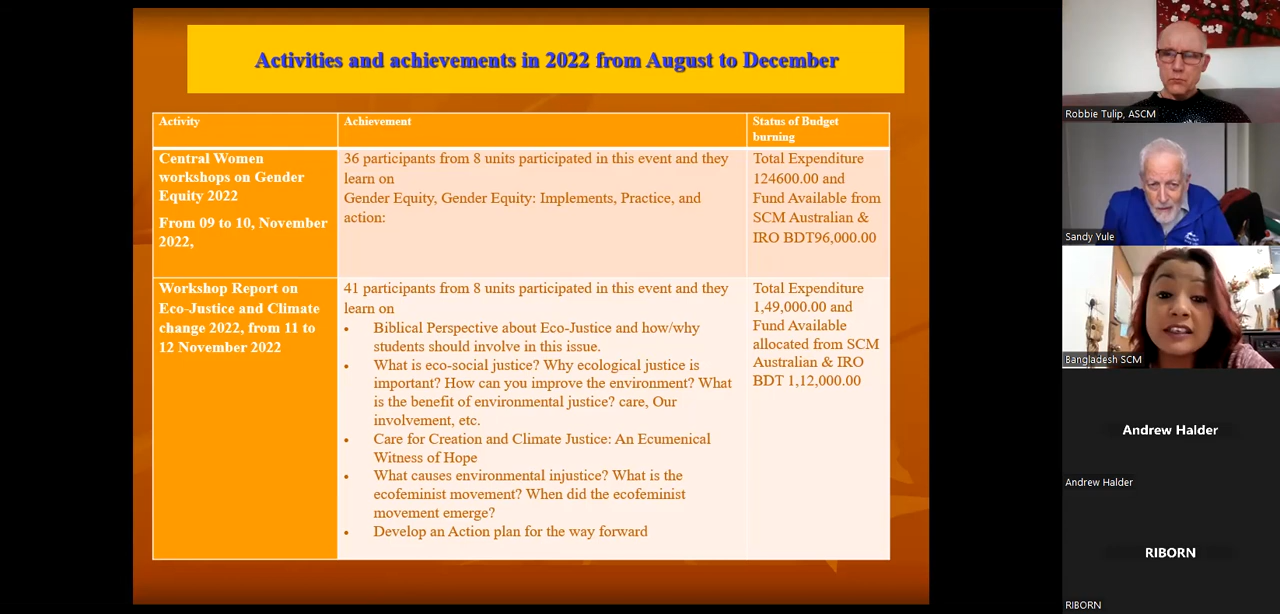 Activities and achievements in 2022 from August to December
Activity
Achievement
Status of Budget
burning
Central Women
workshops on Gender
Equity 2022
From 09 to 10, November
2022,
36 participants from 8 units participated in this event and they
learn on
Gender Equity, Gender Equity: Implements, Practice, and
action:
Total Expenditure
124600.00 and
Fund Available from
SCM Australian &
IRO BDT96,000.00
Workshop Report on
Eco-Justice and Climate
change 2022, from 11 to
12 November 2022
41 participants from 8 units participated in this event and they
learn on
• Biblical Perspective about Eco-Justice and how/why
students should involve in this issue.
• What is eco-social justice? Why ecological justice is
important? How can you improve the environment? What
is the benefit of environmental justice? care, Our
involvement, etc.
• Care for Creation and Climate Justice: An Ecumenical
Witness of Hope
• What causes environmental injustice? What is the
ecofeminist movement? When did the ecofeminist
movement emerge?
• Develop an Action plan for the way forward
Total Expenditure
1,49,000.00 and
Fund Available
allocated from SCM
Australian & IRO
BDT 1,12,000.00
Robbie Tulip, ASCM
Sandy Yule
Bangladesh SCM
Andrew Halder
Andrew Halder
RIBORN
RIBORN